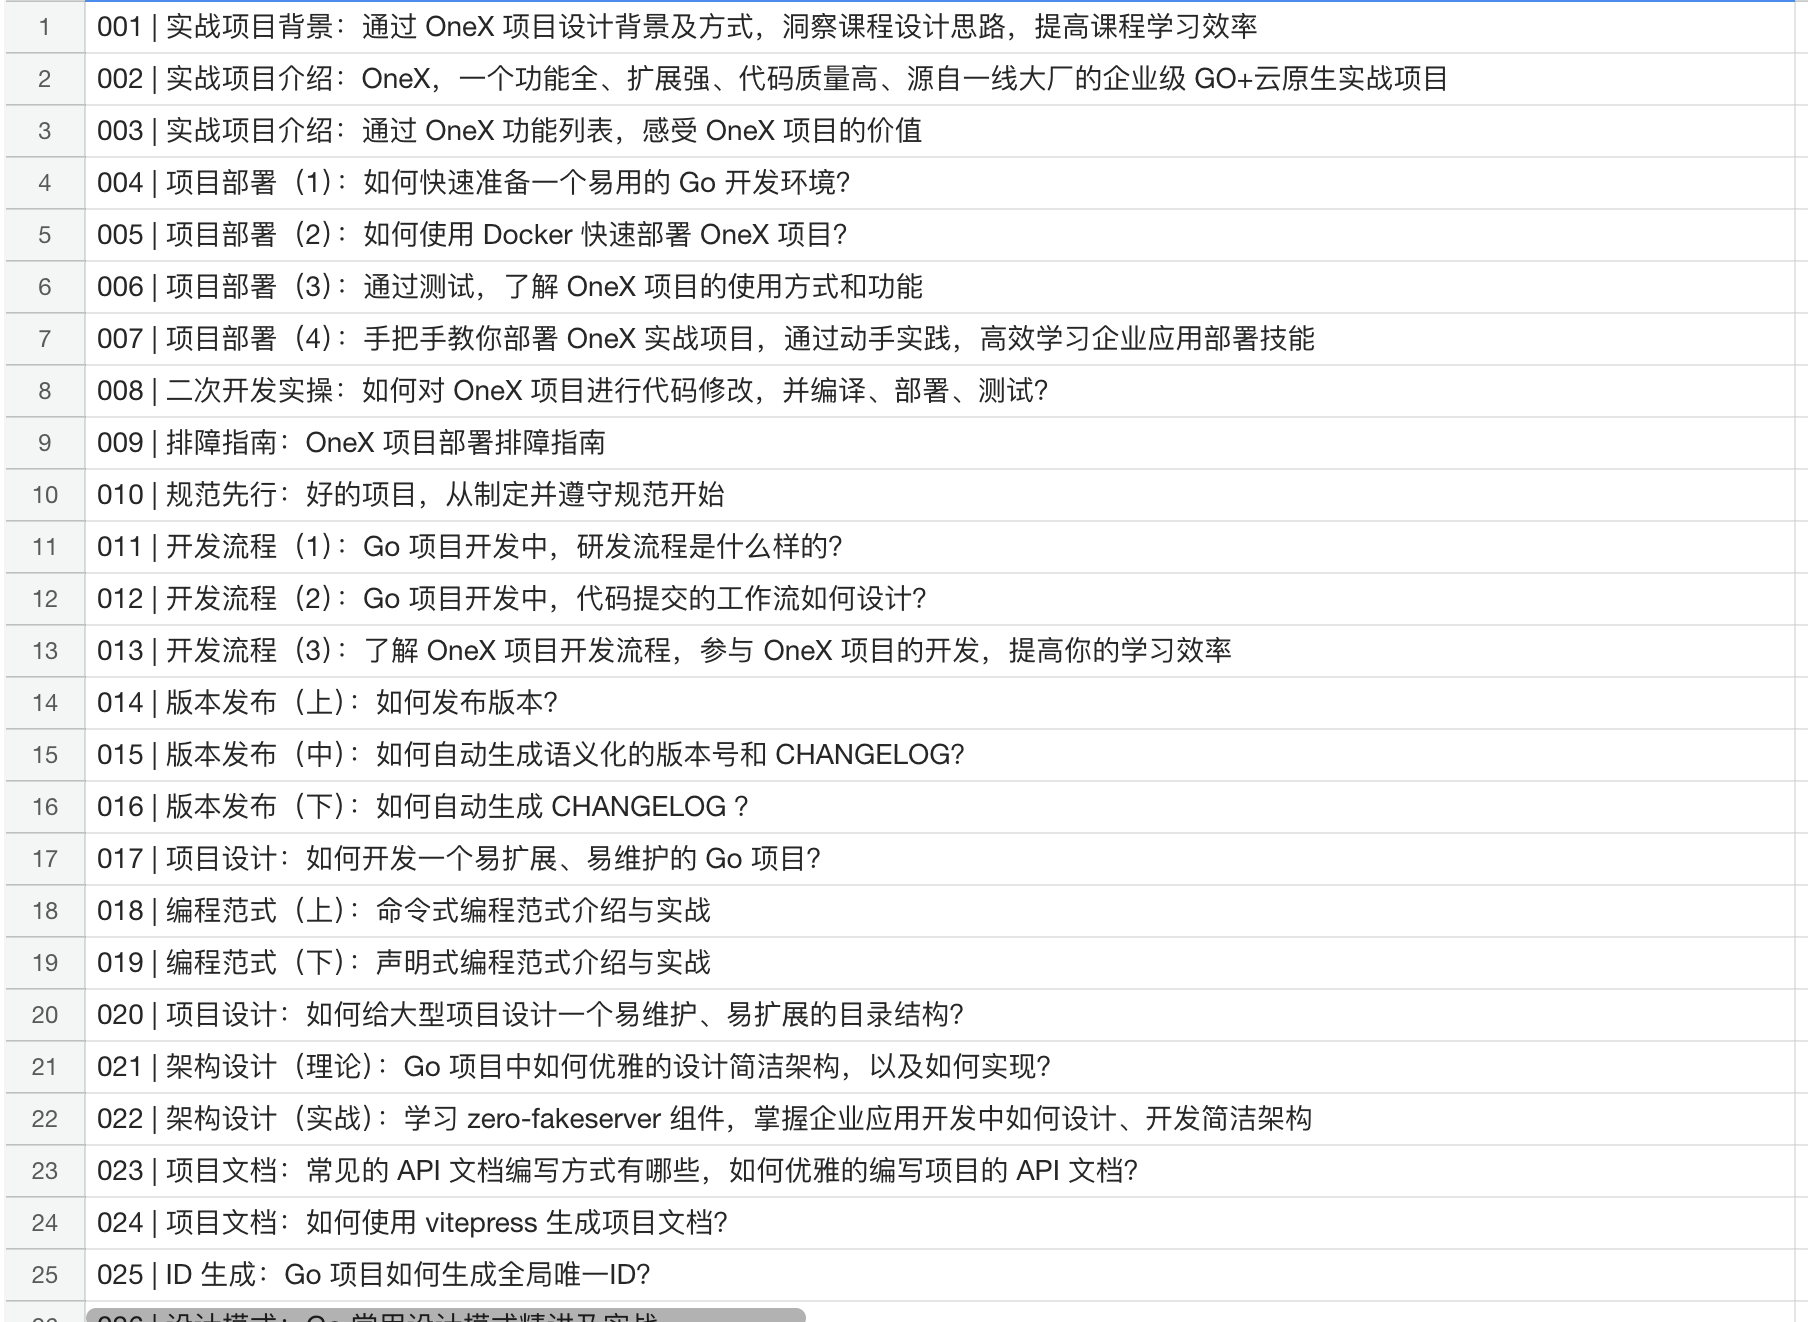 1 001 | 实战项目背景：通过 OneX 项目设计背景及方式，洞察课程设计思路，提高课程学习效率
2 002 | 实战项目介绍：OneX，一个功能全、扩展强、代码质量高、源自一线大厂的企业级 GO+云原生实战项目
3 003 | 实战项目介绍：通过 OneX 功能列表，感受 OneX 项目的价值
4 004 | 项目部署（1）：如何快速准备一个易用的 Go 开发环境？
5 005 | 项目部署（2）：如何使用 Docker 快速部署 OneX 项目？
6 006 | 项目部署（3）：通过测试，了解 OneX 项目的使用方式和功能
7 007 | 项目部署（4）：手把手教你部署 OneX 实战项目，通过动手实践，高效学习企业应用部署技能
8 008 | 二次开发实操：如何对 OneX 项目进行代码修改，并编译、部署、测试？
9 009 | 排障指南：OneX 项目部署排障指南
10 010 | 规范先行：好的项目，从制定并遵守规范开始
11 011 | 开发流程（1）：Go 项目开发中，研发流程是什么样的？
12 012 | 开发流程（2）：Go 项目开发中，代码提交的工作流如何设计？
13 013 | 开发流程（3）：了解 OneX 项目开发流程，参与 OneX 项目的开发，提高你的学习效率
14 014 | 版本发布（上）：如何发布版本？
15 015 | 版本发布（中）：如何自动生成语义化的版本号和 CHANGELOG？
16 016 | 版本发布（下）：如何自动生成 CHANGELOG ？
17 017 | 项目设计：如何开发一个易扩展、易维护的 Go 项目？
18 018 | 编程范式（上）：命令式编程范式介绍与实战
19 019 | 编程范式（下）：声明式编程范式介绍与实战
20 020 | 项目设计：如何给大型项目设计一个易维护、易扩展的目录结构？
21 021 | 架构设计（理论）：Go 项目中如何优雅的设计简洁架构，以及如何实现？
22 022 | 架构设计（实战）：学习 zero-fakeserver 组件，掌握企业应用开发中如何设计、开发简洁架构
23 023 | 项目文档：常见的 API 文档编写方式有哪些，如何优雅的编写项目的 API 文档？
24 024 | 项目文档：如何使用 vitepress 生成项目文档？
25 025 | ID 生成：Go 项目如何生成全局唯一ID？
26 026 | 设计模式：Go 常用设计模式精讲及实战